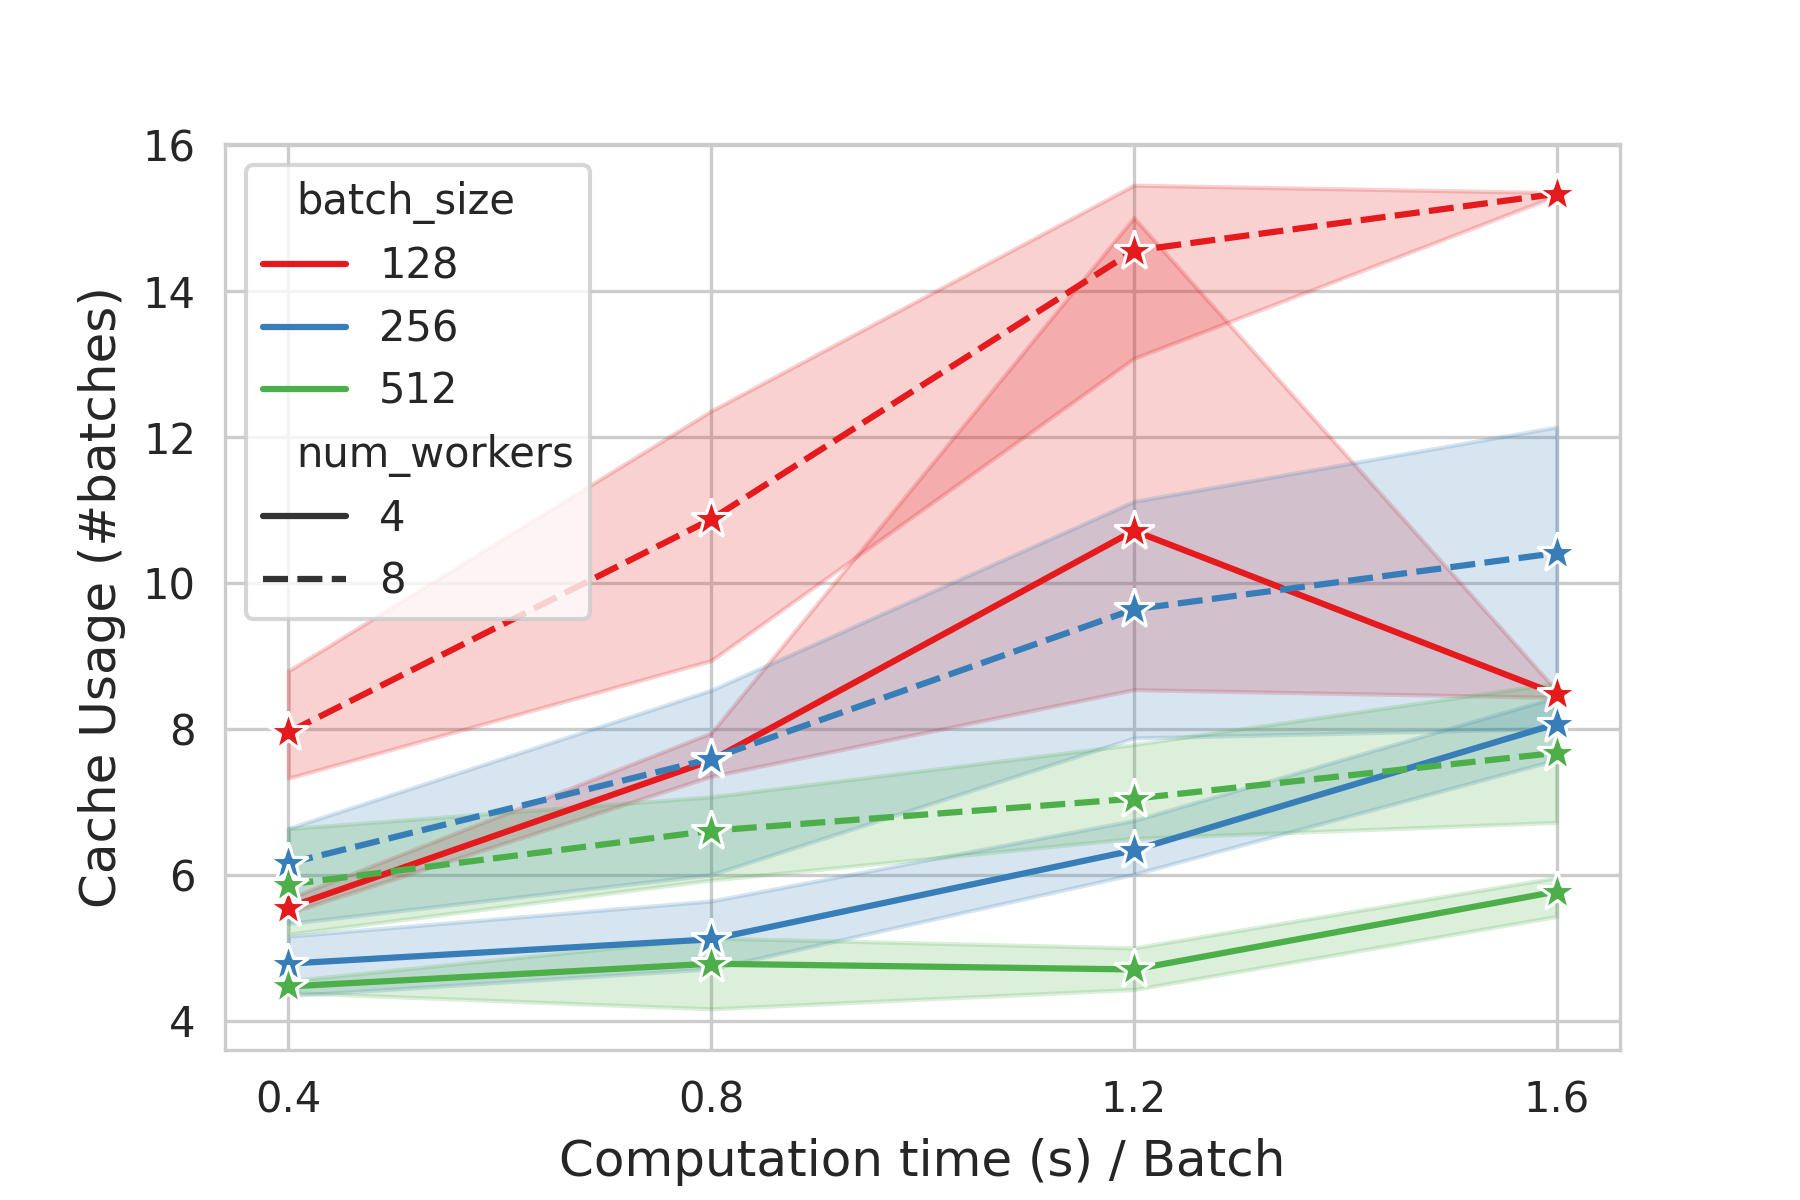 16
14
12
10
8
6
4
Cache Usage (#batches)
batch_size
128
256
512
num_workers
4
8
0.4 0.8 1.2 1.6
Computation time (s) / Batch